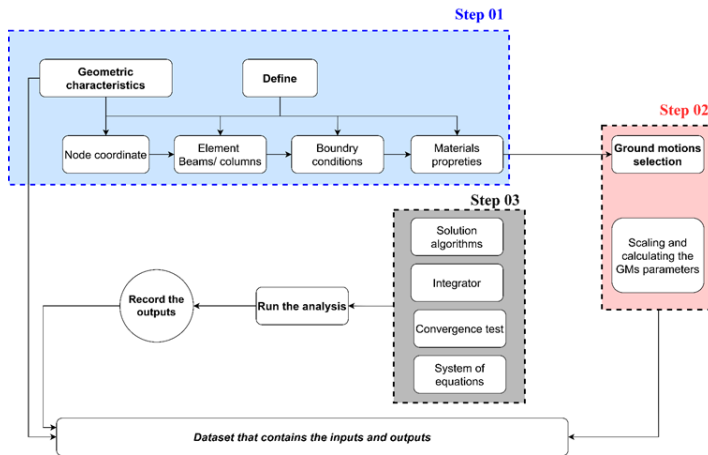 Step 01
Geometric
characteristics
Define
Node coordinate
Element
Beams/ columns
Boundry
conditions
Materials
propreties
Step 02
Ground motions
selection
Scaling and
calculating the
GMs parameters
Step 03
Solution
algorithms
Integrator
Convergence test
System of
equations
Run the analysis
Record the
outputs
Dataset that contains the inputs and outputs